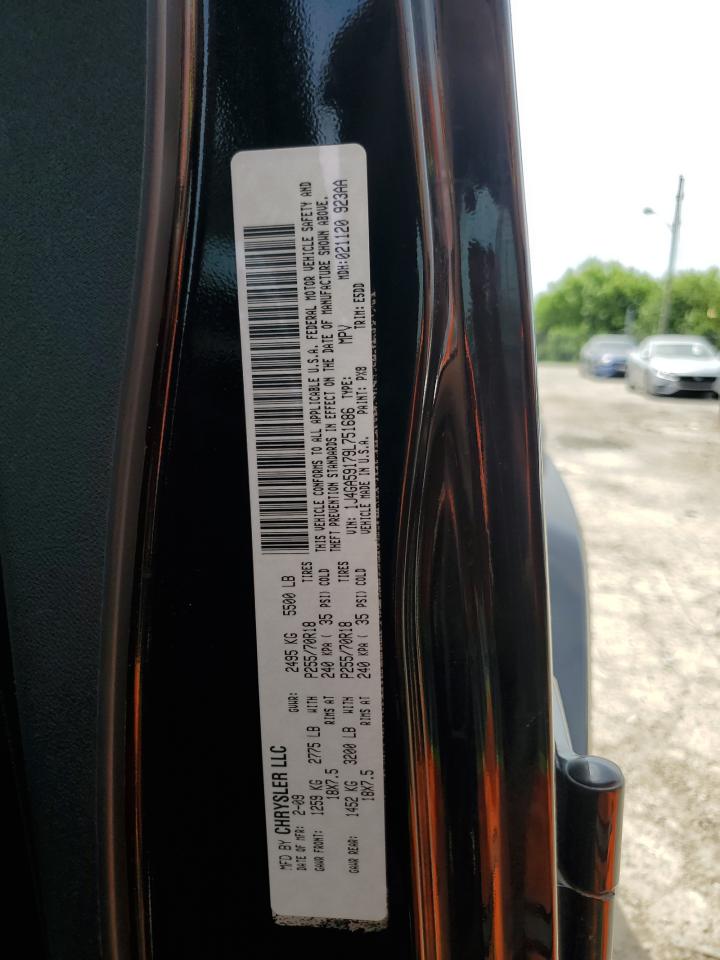 MFD BY CHRYSLER LLC
DATE OF MFR: 2-09 GVWR: 2495 KG 5500 LB
GAWR FRONT: 1259 KG 2775 LB WITH P255/70R18 TIRES
18X7.5 RIMS AT 240 KPA ( 35 PSI) COLD
GAWR REAR: 1452 KG 3200 LB WITH P255/70R18 TIRES
18X7.5 RIMS AT 240 KPA ( 35 PSI) COLD
THIS VEHICLE CONFORMS TO ALL APPLICABLE U.S.A. FEDERAL MOTOR VEHICLE SAFETY AND
THEFT PREVENTION STANDARDS IN EFFECT ON THE DATE OF MANUFACTURE SHOWN ABOVE.
VIN: 1J4GA59179L751686 TYPE: MPV MDH:021120 923AA
VEHICLE MADE IN U.S.A. PAINT: PX8 TRIM: E5DD